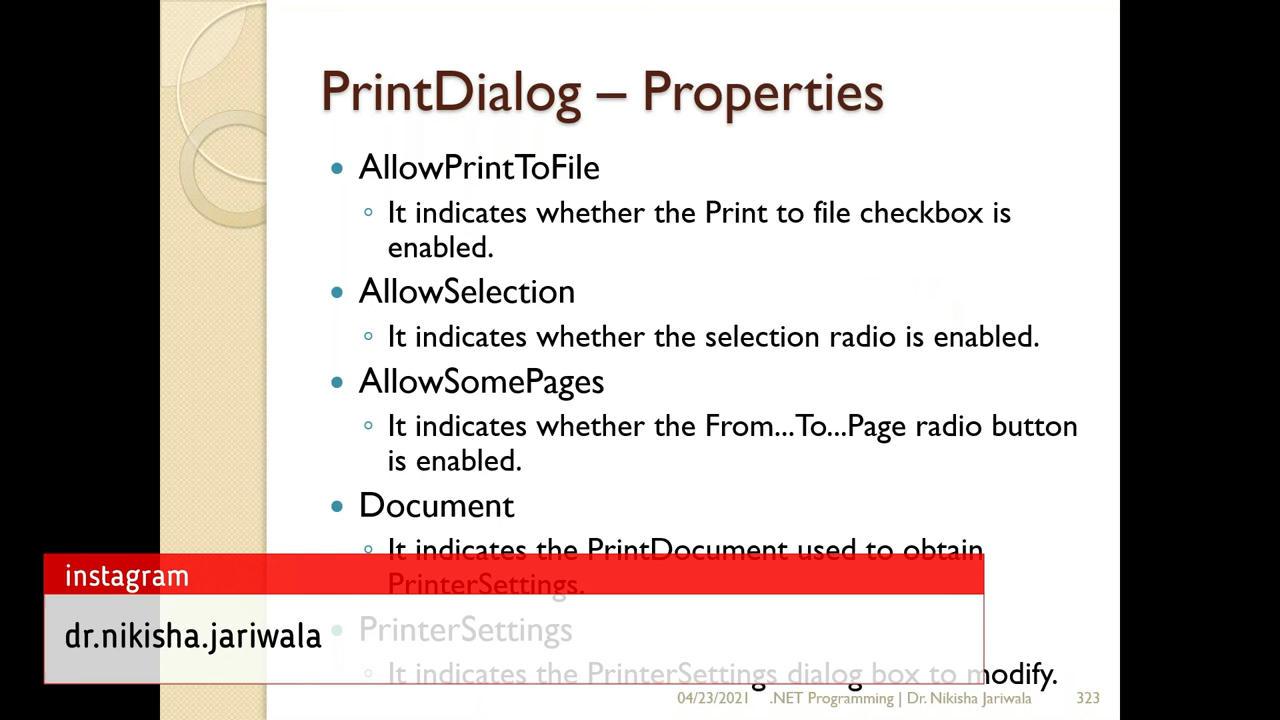 PrintDialog – Properties
• AllowPrintToFile
◦ It indicates whether the Print to file checkbox is
enabled.
• AllowSelection
◦ It indicates whether the selection radio is enabled.
• AllowSomePages
◦ It indicates whether the From...To...Page radio button
is enabled.
• Document
◦ It indicates the PrintDocument used to obtain
PrinterSettings.
• PrinterSettings
◦ It indicates the PrinterSettings dialog box to modify.
instagram
dr.nikisha.jariwala
04/23/2021 .NET Programming | Dr. Nikisha Jariwala 323